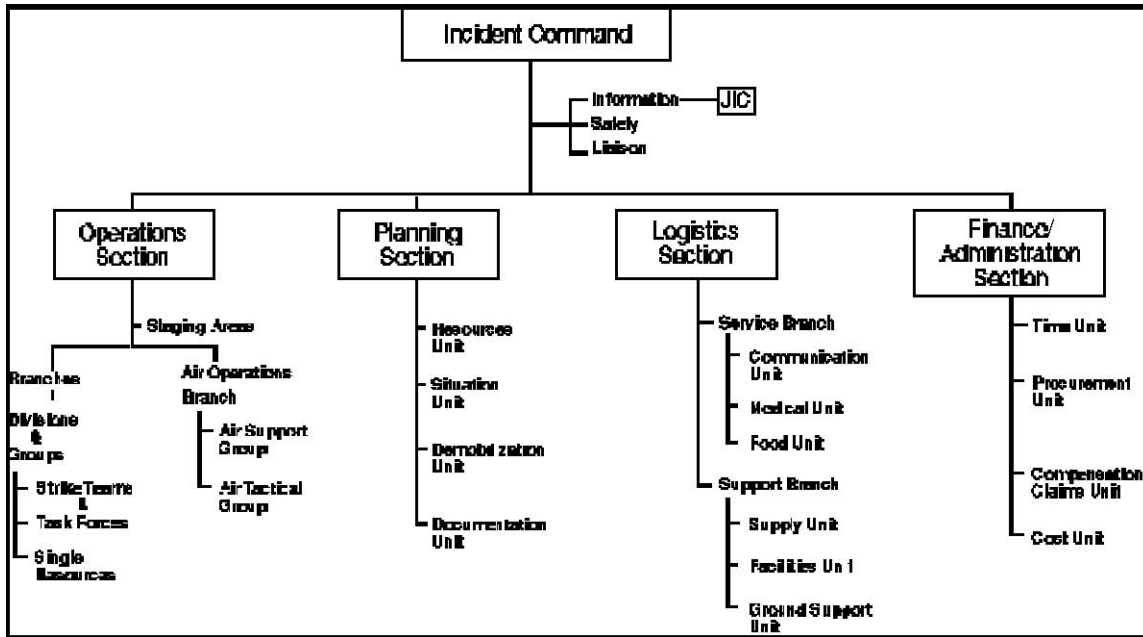 Incident Command
Information
JIC
Safety
Liaison
Operations
Section
Planning
Section
Logistics
Section
Finance/
Administration
Section
Staging Areas
Branches
Divisions
&
Groups
Strike Teams
&
Task Forces
Single
Resources
Air Operations
Branch
Air Support
Group
Air Tactical
Group
Resources
Unit
Situation
Unit
Demobilization
Unit
Documentation
Unit
Service Branch
Communication
Unit
Medical Unit
Food Unit
Support Branch
Supply Unit
Facilities Unit
Ground Support
Unit
Time Unit
Procurement
Unit
Compensation
Claims Unit
Cost Unit